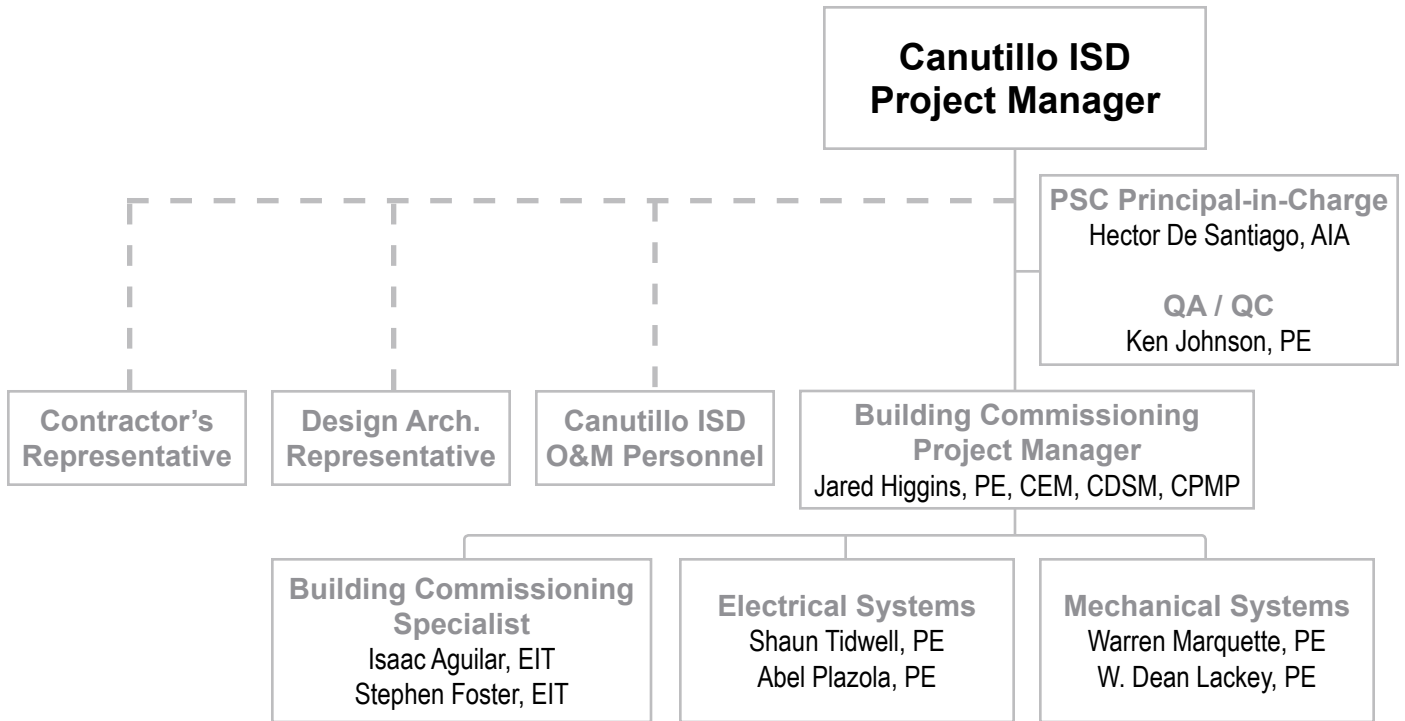 Canutillo ISD
Project Manager
PSC Principal-in-Charge
Hector De Santiago, AIA
QA / QC
Ken Johnson, PE
Contractor’s
Representative
Design Arch.
Representative
Canutillo ISD
O&M Personnel
Building Commissioning
Project Manager
Jared Higgins, PE, CEM, CDSM, CPMP
Building Commissioning
Specialist
Isaac Aguilar, EIT
Stephen Foster, EIT
Electrical Systems
Shaun Tidwell, PE
Abel Plazola, PE
Mechanical Systems
Warren Marquette, PE
W. Dean Lackey, PE